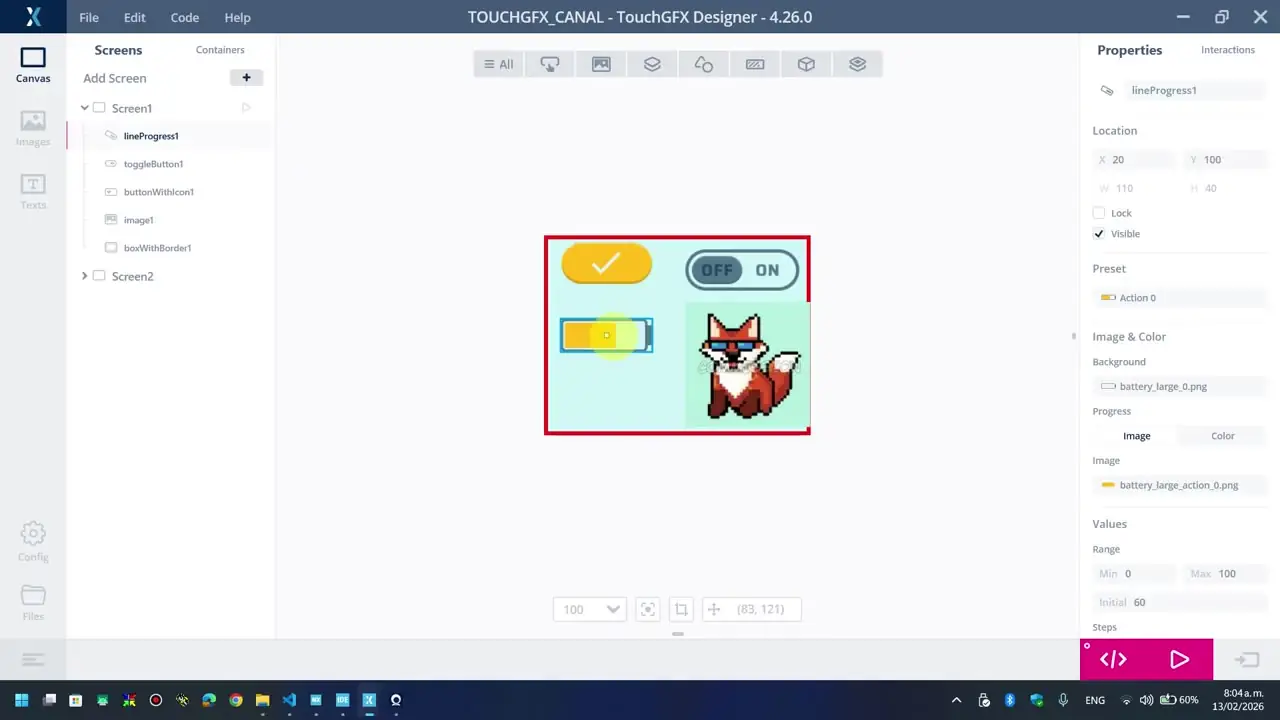 File Edit Code Help
TOUCHGFX_CANAL - TouchGFX Designer - 4.26.0
Canvas
Images
Texts
Config
Files
Screens Containers
Add Screen +
Screen1
lineProgress1
toggleButton1
buttonWithIcon1
image1
boxWithBorder1
Screen2
All
OFF ON
100
(83, 121)
Properties Interactions
lineProgress1
Location
X 20 Y 100
W 110 H 40
Lock
Visible
Preset
Action 0
Image & Color
Background
battery_large_0.png
Progress
Image Color
Image
battery_large_action_0.png
Values
Range
Min 0 Max 100
Initial 60
Steps
ENG 60% 8:04 a. m.
13/02/2026